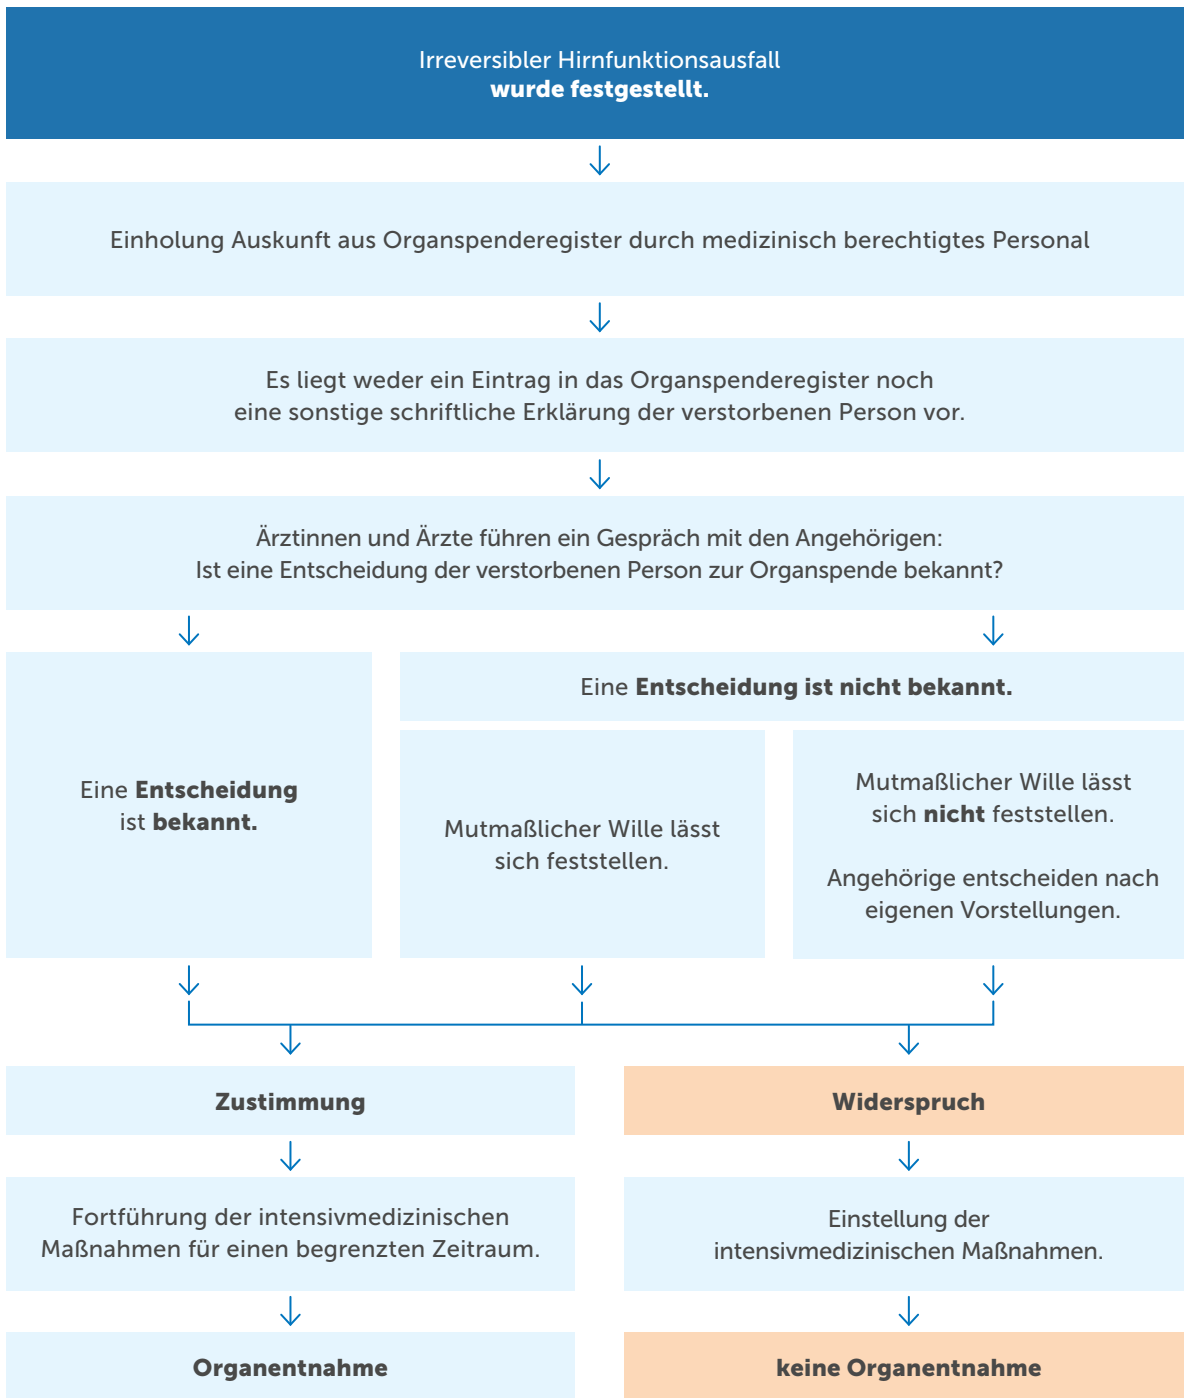 Irreversibler Hirnfunktionsausfall
wurde festgestellt.
Einholung Auskunft aus Organspenderegister durch medizinisch berechtigtes Personal
Es liegt weder ein Eintrag in das Organspenderegister noch
eine sonstige schriftliche Erklärung der verstorbenen Person vor.
Ärztinnen und Ärzte führen ein Gespräch mit den Angehörigen:
Ist eine Entscheidung der verstorbenen Person zur Organspende bekannt?
Eine Entscheidung
ist bekannt.
Eine Entscheidung ist nicht bekannt.
Mutmaßlicher Wille lässt
sich feststellen.
Mutmaßlicher Wille lässt
sich nicht feststellen.
Angehörige entscheiden nach
eigenen Vorstellungen.
Zustimmung
Widerspruch
Fortführung der intensivmedizinischen
Maßnahmen für einen begrenzten Zeitraum.
Einstellung der
intensivmedizinischen Maßnahmen.
Organentnahme
keine Organentnahme